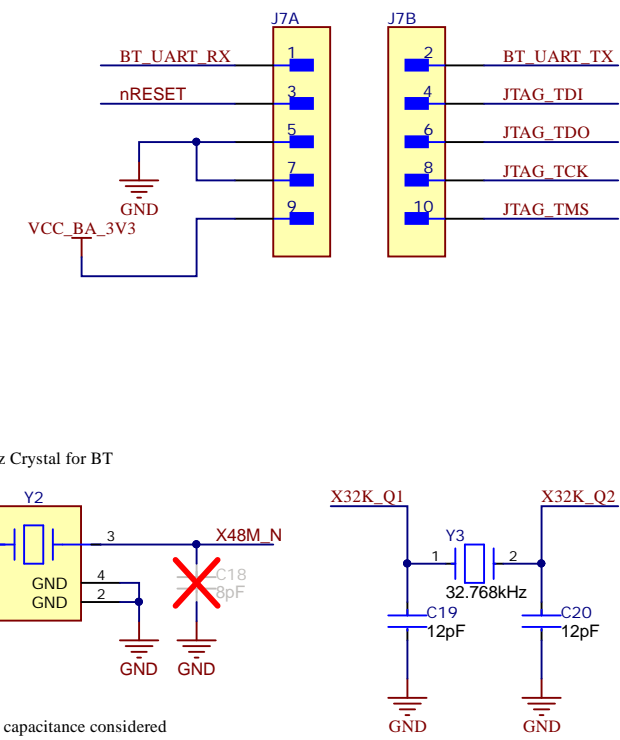 J7A
J7B
BT_UART_RX 1
2 BT_UART_TX
nRESET 3
4 JTAG_TDI
5
6 JTAG_TDO
7
8 JTAG_TCK
GND
9
10 JTAG_TMS
VCC_BA_3V3
z Crystal for BT
Y2
3 X48M_N
C18
8pF
GND 4
GND 2
GND
GND
X32K_Q1
X32K_Q2
Y3
1
2
32.768kHz
C19
12pF
C20
12pF
GND
GND
capacitance considered